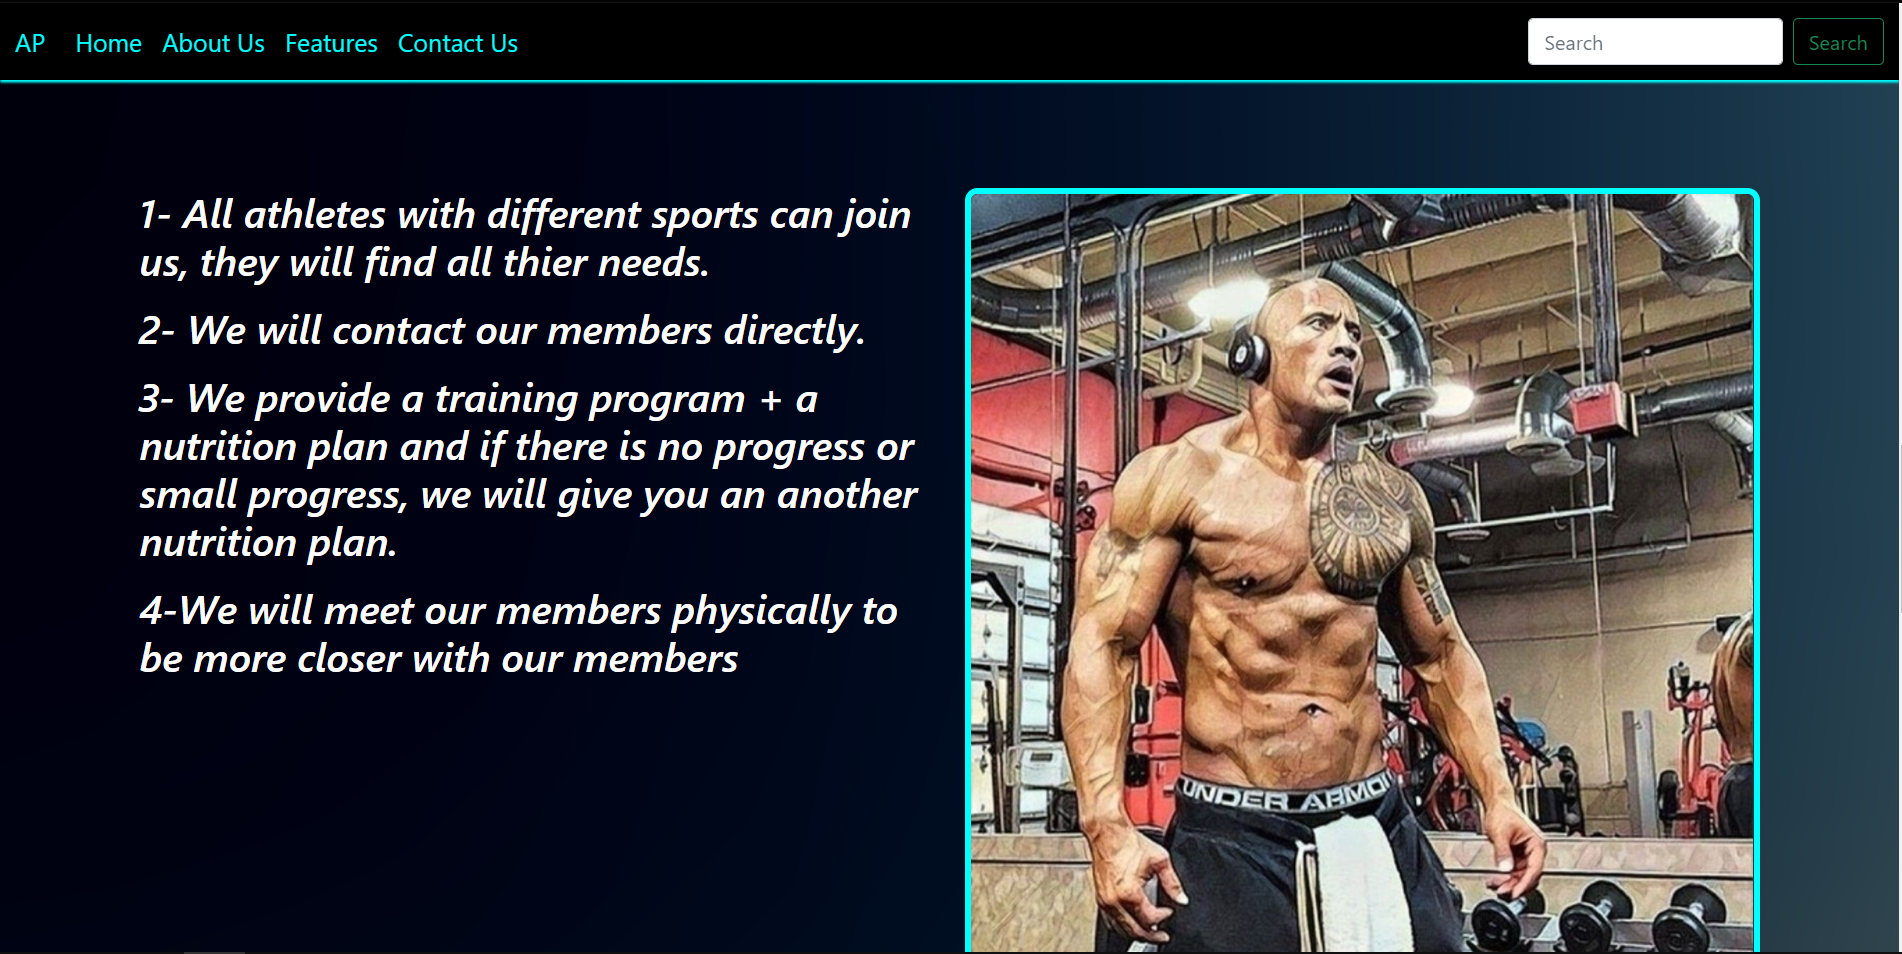 AP Home About Us Features Contact Us Search Search
1- All athletes with different sports can join
us, they will find all thier needs.
2- We will contact our members directly.
3- We provide a training program + a
nutrition plan and if there is no progress or
small progress, we will give you an another
nutrition plan.
4-We will meet our members physically to
be more closer with our members
UNDER ARMOU